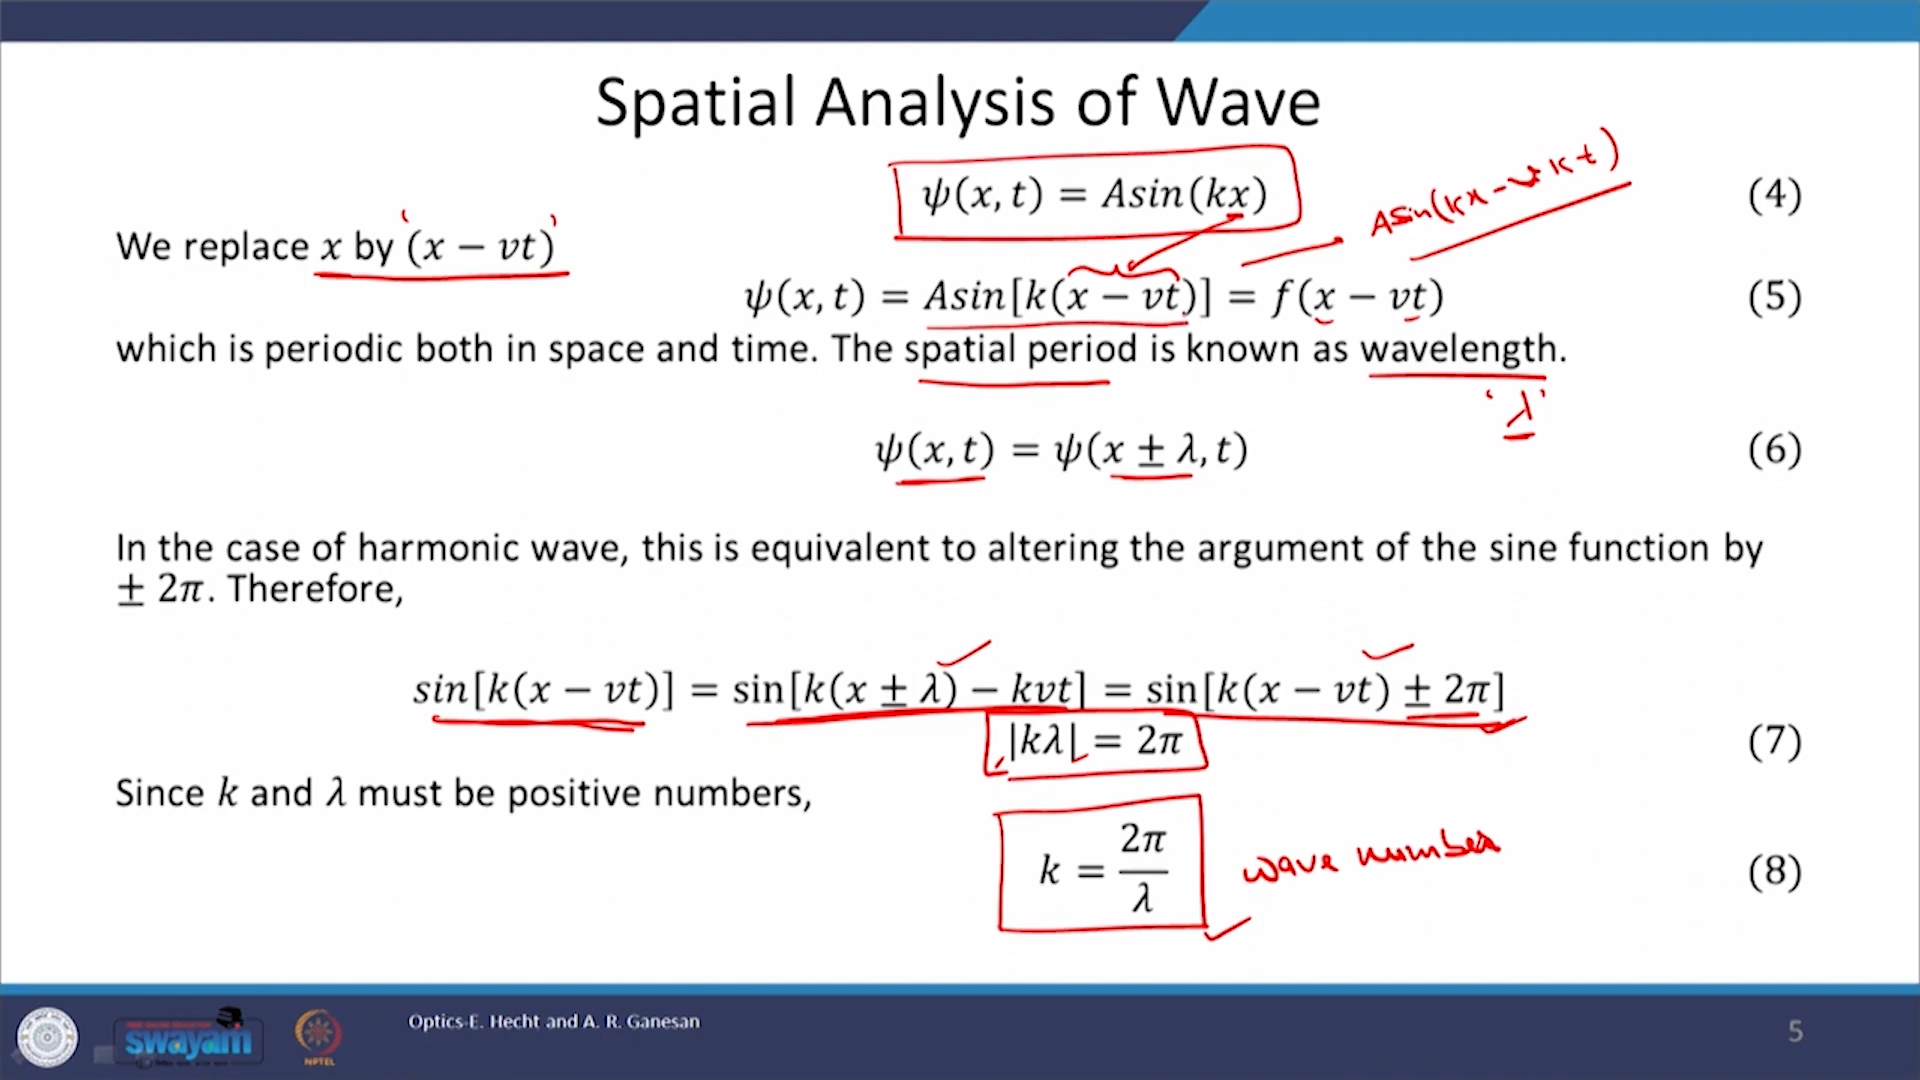 Spatial Analysis of Wave
ψ(x, t) = Asin(kx) (4)
Asin(kx - vkt)
We replace x by '(x − vt)'
ψ(x, t) = Asin[k(x − vt)] = f(x − vt) (5)
which is periodic both in space and time. The spatial period is known as wavelength.
'λ'
ψ(x, t) = ψ(x ± λ, t) (6)
In the case of harmonic wave, this is equivalent to altering the argument of the sine function by
± 2π. Therefore,
sin[k(x − vt)] = sin[k(x ± λ) − kvt] = sin[k(x − vt) ± 2π]
|kλ| = 2π (7)
Since k and λ must be positive numbers,
k = 2π/λ (8)
wave number
Optics-E. Hecht and A. R. Ganesan
swayam
NPTEL
5